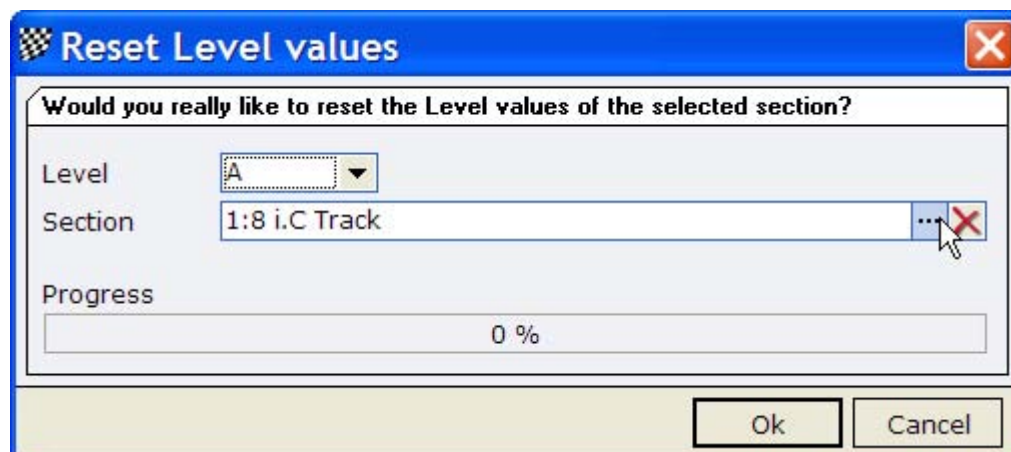 Reset Level values
Would you really like to reset the Level values of the selected section?
Level A
Section 1:8 i.C Track ...
Progress
0 %
Ok Cancel